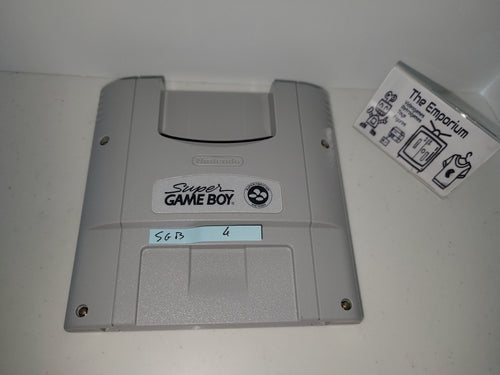 The Emporium
Nintendo
Super
GAME BOY
SGB 4